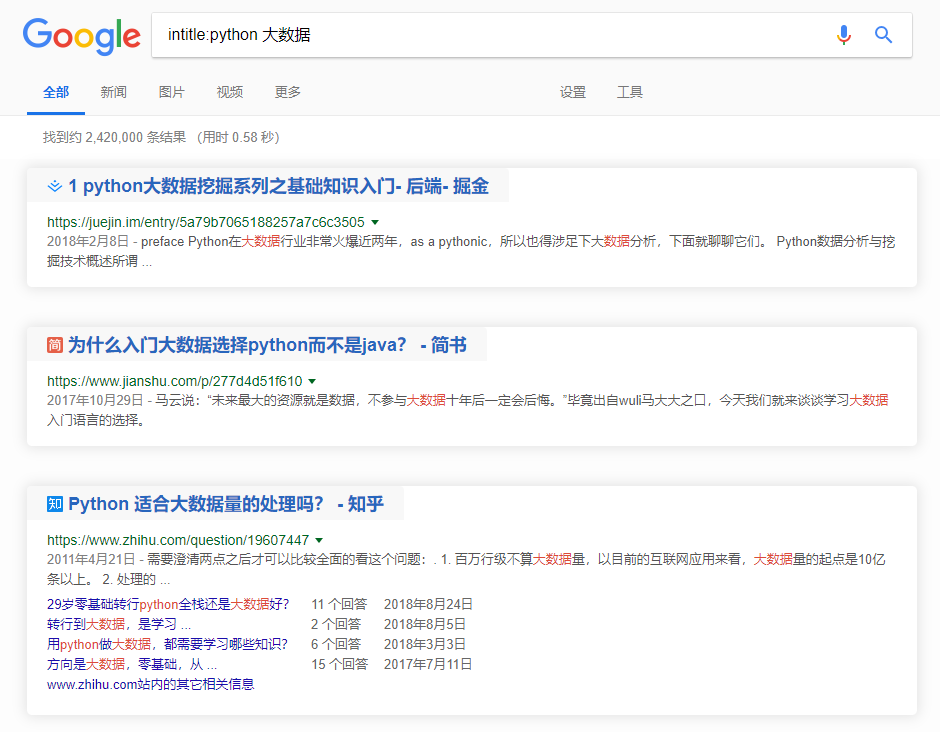 Google
intitle:python 大数据
全部 新闻 图片 视频 更多 设置 工具
找到约 2,420,000 条结果 （用时 0.58 秒）
1 python大数据挖掘系列之基础知识入门- 后端- 掘金
https://juejin.im/entry/5a79b7065188257a7c6c3505
2018年2月8日 - preface Python在大数据行业非常火爆近两年，as a pythonic，所以也得涉足下大数据分析，下面就聊聊它们。 Python数据分析与挖
掘技术概述所谓 ...
简 为什么入门大数据选择python而不是java？ - 简书
https://www.jianshu.com/p/277d4d51f610
2017年10月29日 - 马云说：“未来最大的资源就是数据，不参与大数据十年后一定会后悔。”毕竟出自wuli马大大之口，今天我们就来谈谈学习大数据
入门语言的选择。
知 Python 适合大数据量的处理吗？ - 知乎
https://www.zhihu.com/question/19607447
2011年4月21日 - 需要澄清两点之后才可以比较全面的看这个问题：. 1. 百万行级不算大数据量，以目前的互联网应用来看，大数据量的起点是10亿
条以上。 2. 处理的 ...
29岁零基础转行python全栈还是大数据好？ 11 个回答 2018年8月24日
转行到大数据，是学习 ... 2 个回答 2018年8月5日
用python做大数据，都需要学习哪些知识？ 6 个回答 2018年3月3日
方向是大数据，零基础，从 ... 15 个回答 2017年7月11日
www.zhihu.com站内的其它相关信息